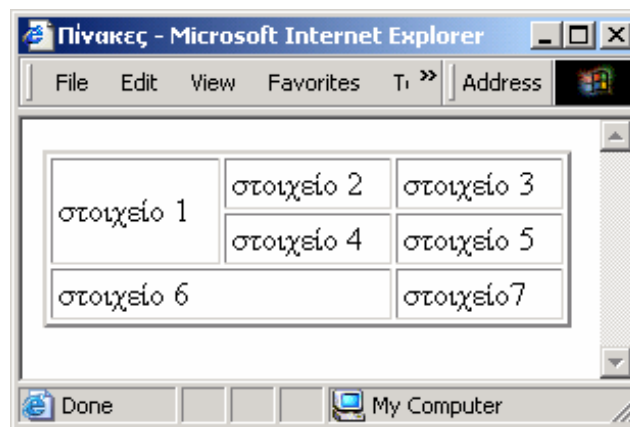 Πίνακες - Microsoft Internet Explorer
File Edit View Favorites Address
στοιχείο 1 στοιχείο 2 στοιχείο 3
στοιχείο 4 στοιχείο 5
στοιχείο 6 στοιχείο7
Done My Computer